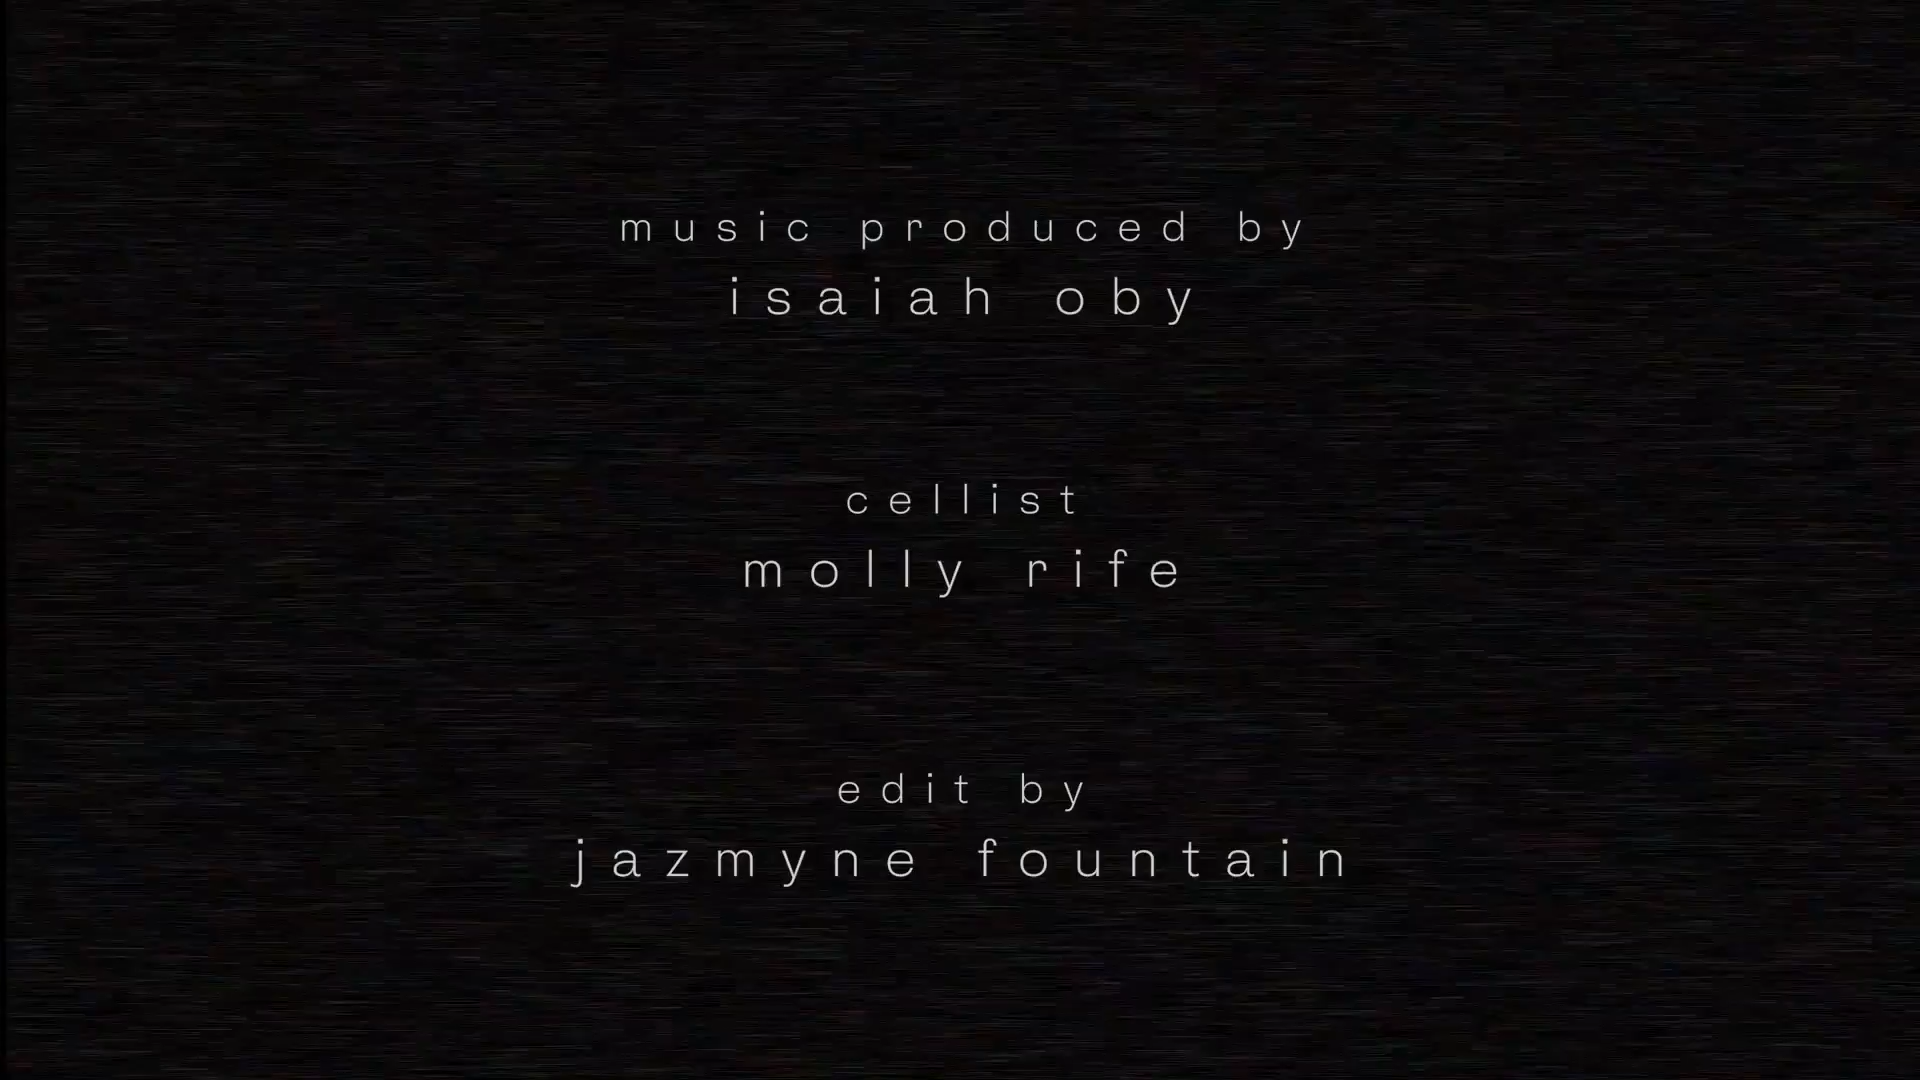 music produced by
isaiah oby
cellist
molly rife
edit by
jazmyne fountain